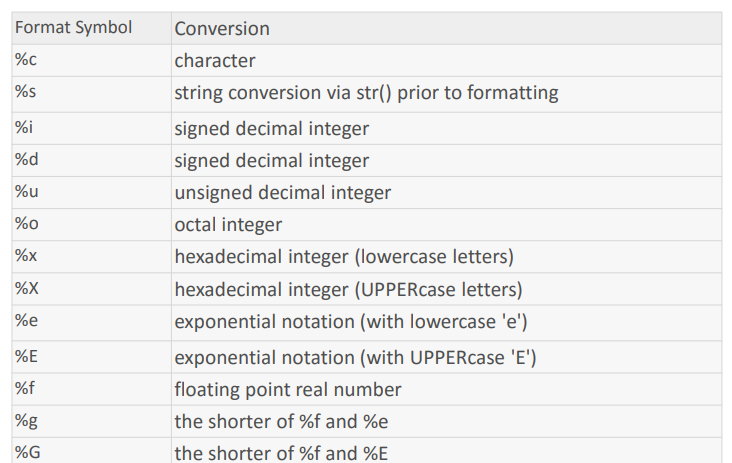 Format Symbol Conversion
%c character
%s string conversion via str() prior to formatting
%i signed decimal integer
%d signed decimal integer
%u unsigned decimal integer
%o octal integer
%x hexadecimal integer (lowercase letters)
%X hexadecimal integer (UPPERcase letters)
%e exponential notation (with lowercase 'e')
%E exponential notation (with UPPERcase 'E')
%f floating point real number
%g the shorter of %f and %e
%G the shorter of %f and %E